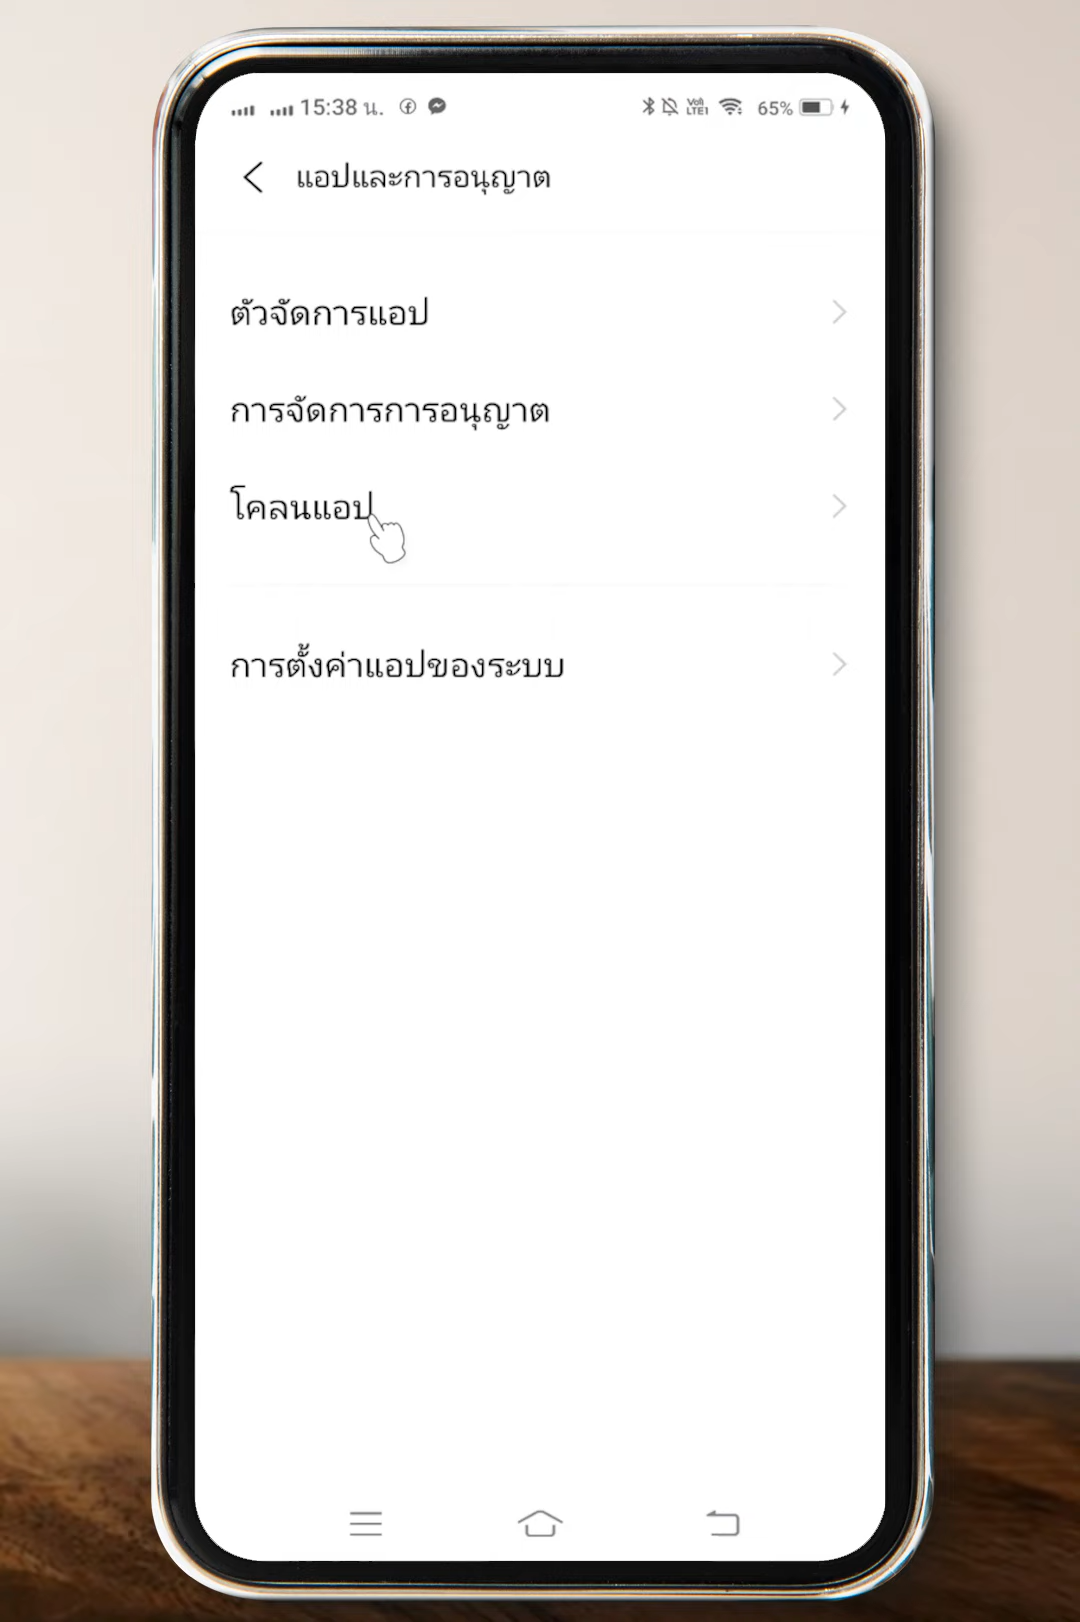 15:38 น. VoB LTE1 65%
แอปและการอนุญาต
ตัวจัดการแอป
การจัดการการอนุญาต
โคลนแอป
การตั้งค่าแอปของระบบ